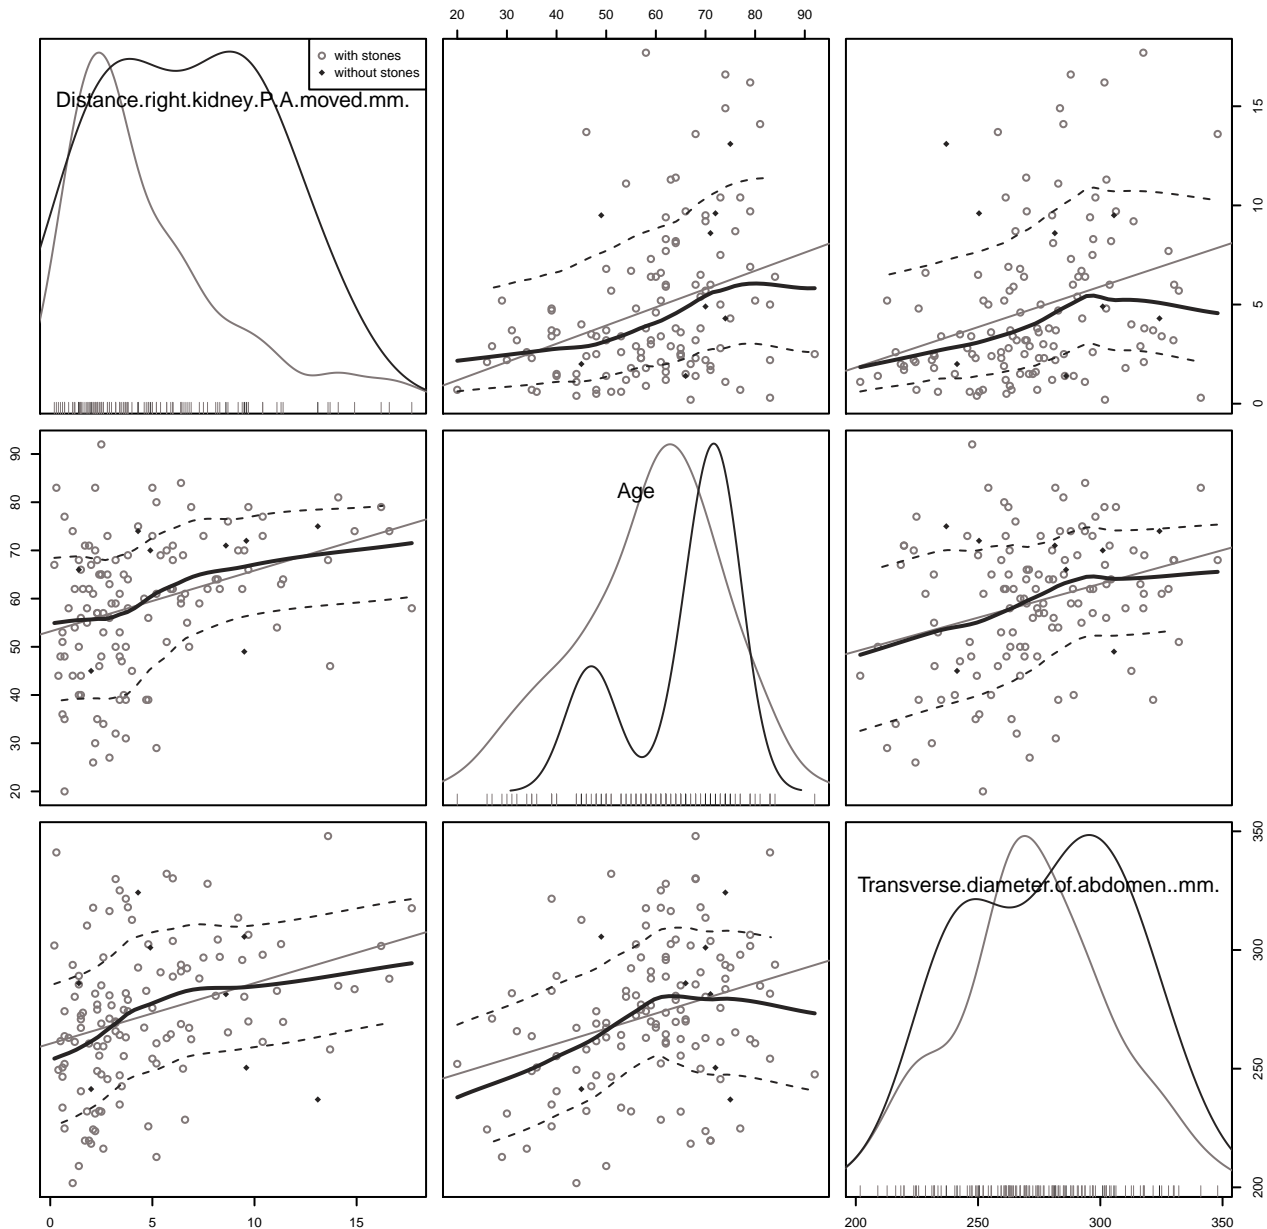 20 30 40 50 60 70 80 90
with stones
without stones
Distance.right.kidney.P.A.moved.mm.
0 5 10 15
20 30 40 50 60 70 80 90
Age
Transverse.diameter.of.abdomen..mm.
200 250 300 350
0 5 10 15
200 250 300 350